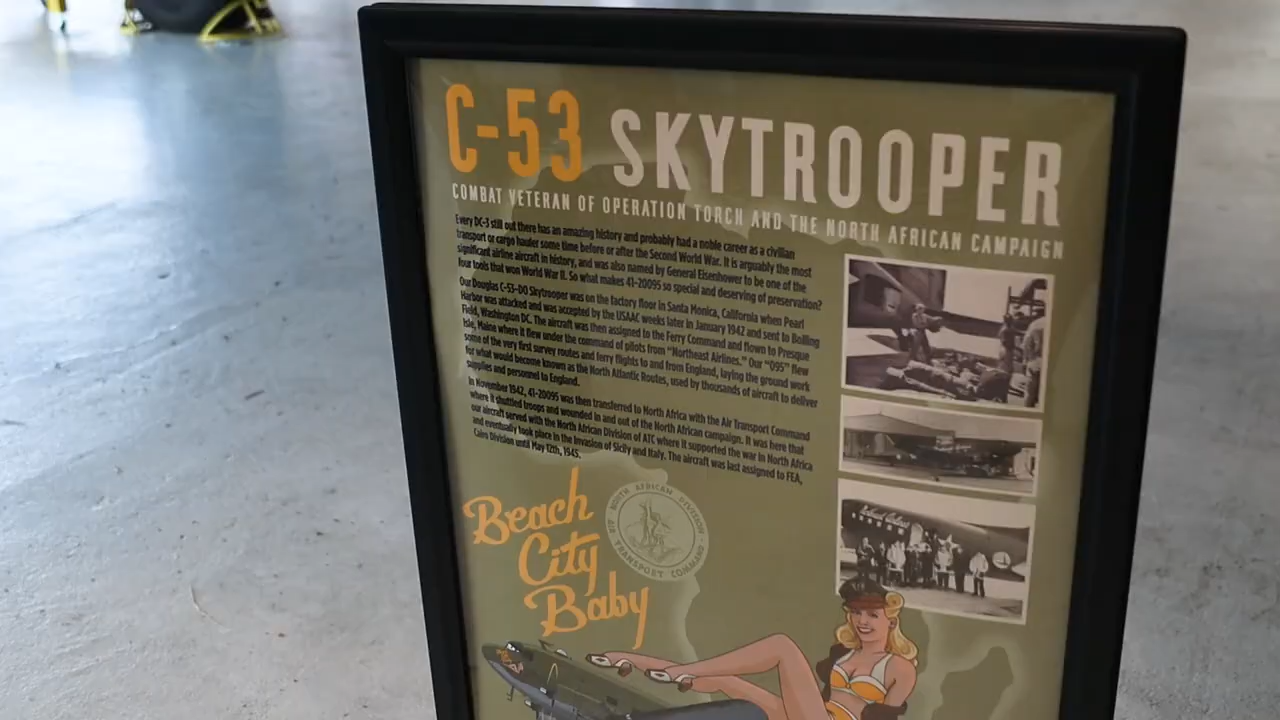 C-53 SKYTROOPER
COMBAT VETERAN OF OPERATION TORCH AND THE NORTH AFRICAN CAMPAIGN
Every DC-3 still out there has an amazing history and probably had a noble career as a civilian
transport or cargo hauler some time before or after the Second World War. It is arguably the most
significant airline aircraft in history, and was also named by General Eisenhower to be one of the
four tools that won World War II. So what makes 41-20095 so special and deserving of preservation?
Our Douglas C-53-DO Skytrooper was on the factory floor in Santa Monica, California when Pearl
Harbor was attacked and was accepted by the USAAC weeks later in January 1942 and sent to Bolling
Field, Washington DC. The aircraft was then assigned to the Ferry Command and flown to Presque
Isle, Maine where it flew under the command of pilots from "Northeast Airlines." Our "095" flew
some of the very first survey routes and ferry flights to and from England, laying the ground work
for what would become known as the North Atlantic Routes, used by thousands of aircraft to deliver
supplies and personnel to England.
In November 1942, 41-20095 was then transferred to North Africa with the Air Transport Command
where it shuttled troops and wounded in and out of the North African campaign. It was here that
our aircraft served with the North African Division of ATC where it supported the war in North Africa
and eventually took place in the Invasion of Sicily and Italy. The aircraft was last assigned to FEA,
Cairo Division until May 12th, 1945.
Beach
City
Baby
NORTH AFRICAN DIVISION
AIR TRANSPORT COMMAND